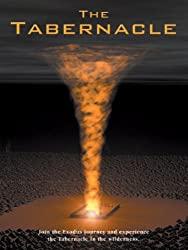 THE
TABERNACLE
Join the Exodus journey and experience
the Tabernacle in the wilderness.